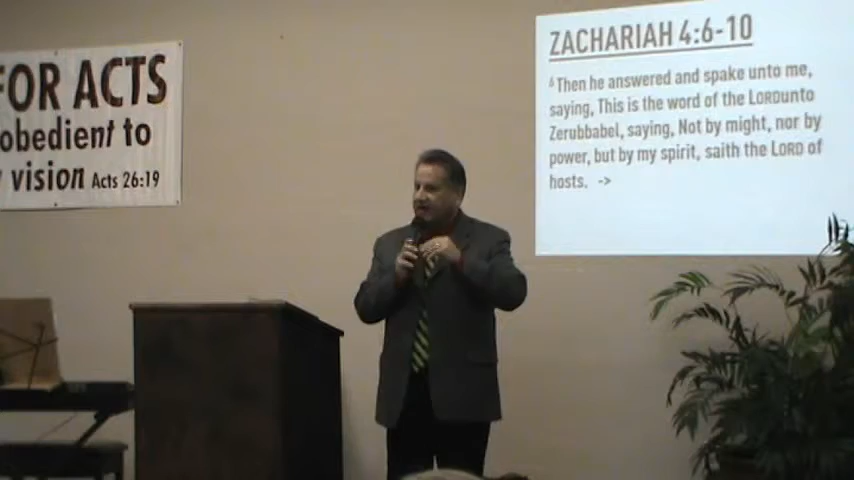 FOR ACTS
obedient to
vision Acts 26:19
ZACHARIAH 4:6-10
6 Then he answered and spake unto me,
saying, This is the word of the LORDunto
Zerubbabel, saying, Not by might, nor by
power, but by my spirit, saith the LORD of
hosts. ->